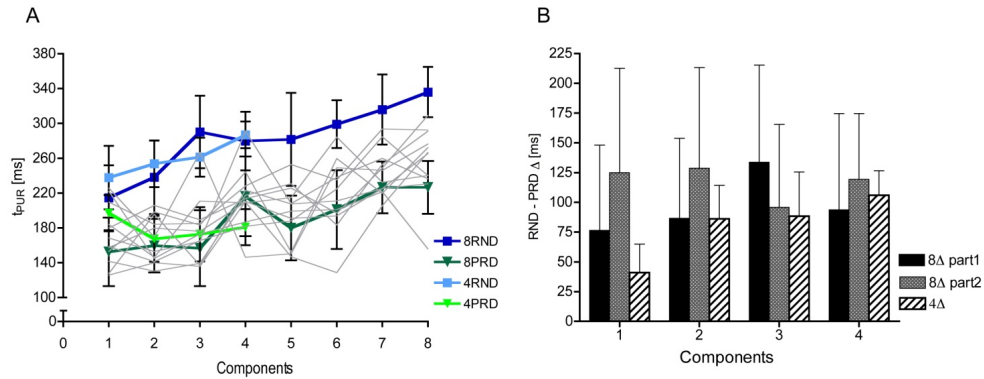 A
380
340
300
260
220
180
140
100
0
tPUR [ms]
0 1 2 3 4 5 6 7 8
Components
8RND
8PRD
4RND
4PRD
B
225
200
175
150
125
100
75
50
25
0
RND - PRD Δ [ms]
1 2 3 4
Components
8Δ part1
8Δ part2
4Δ